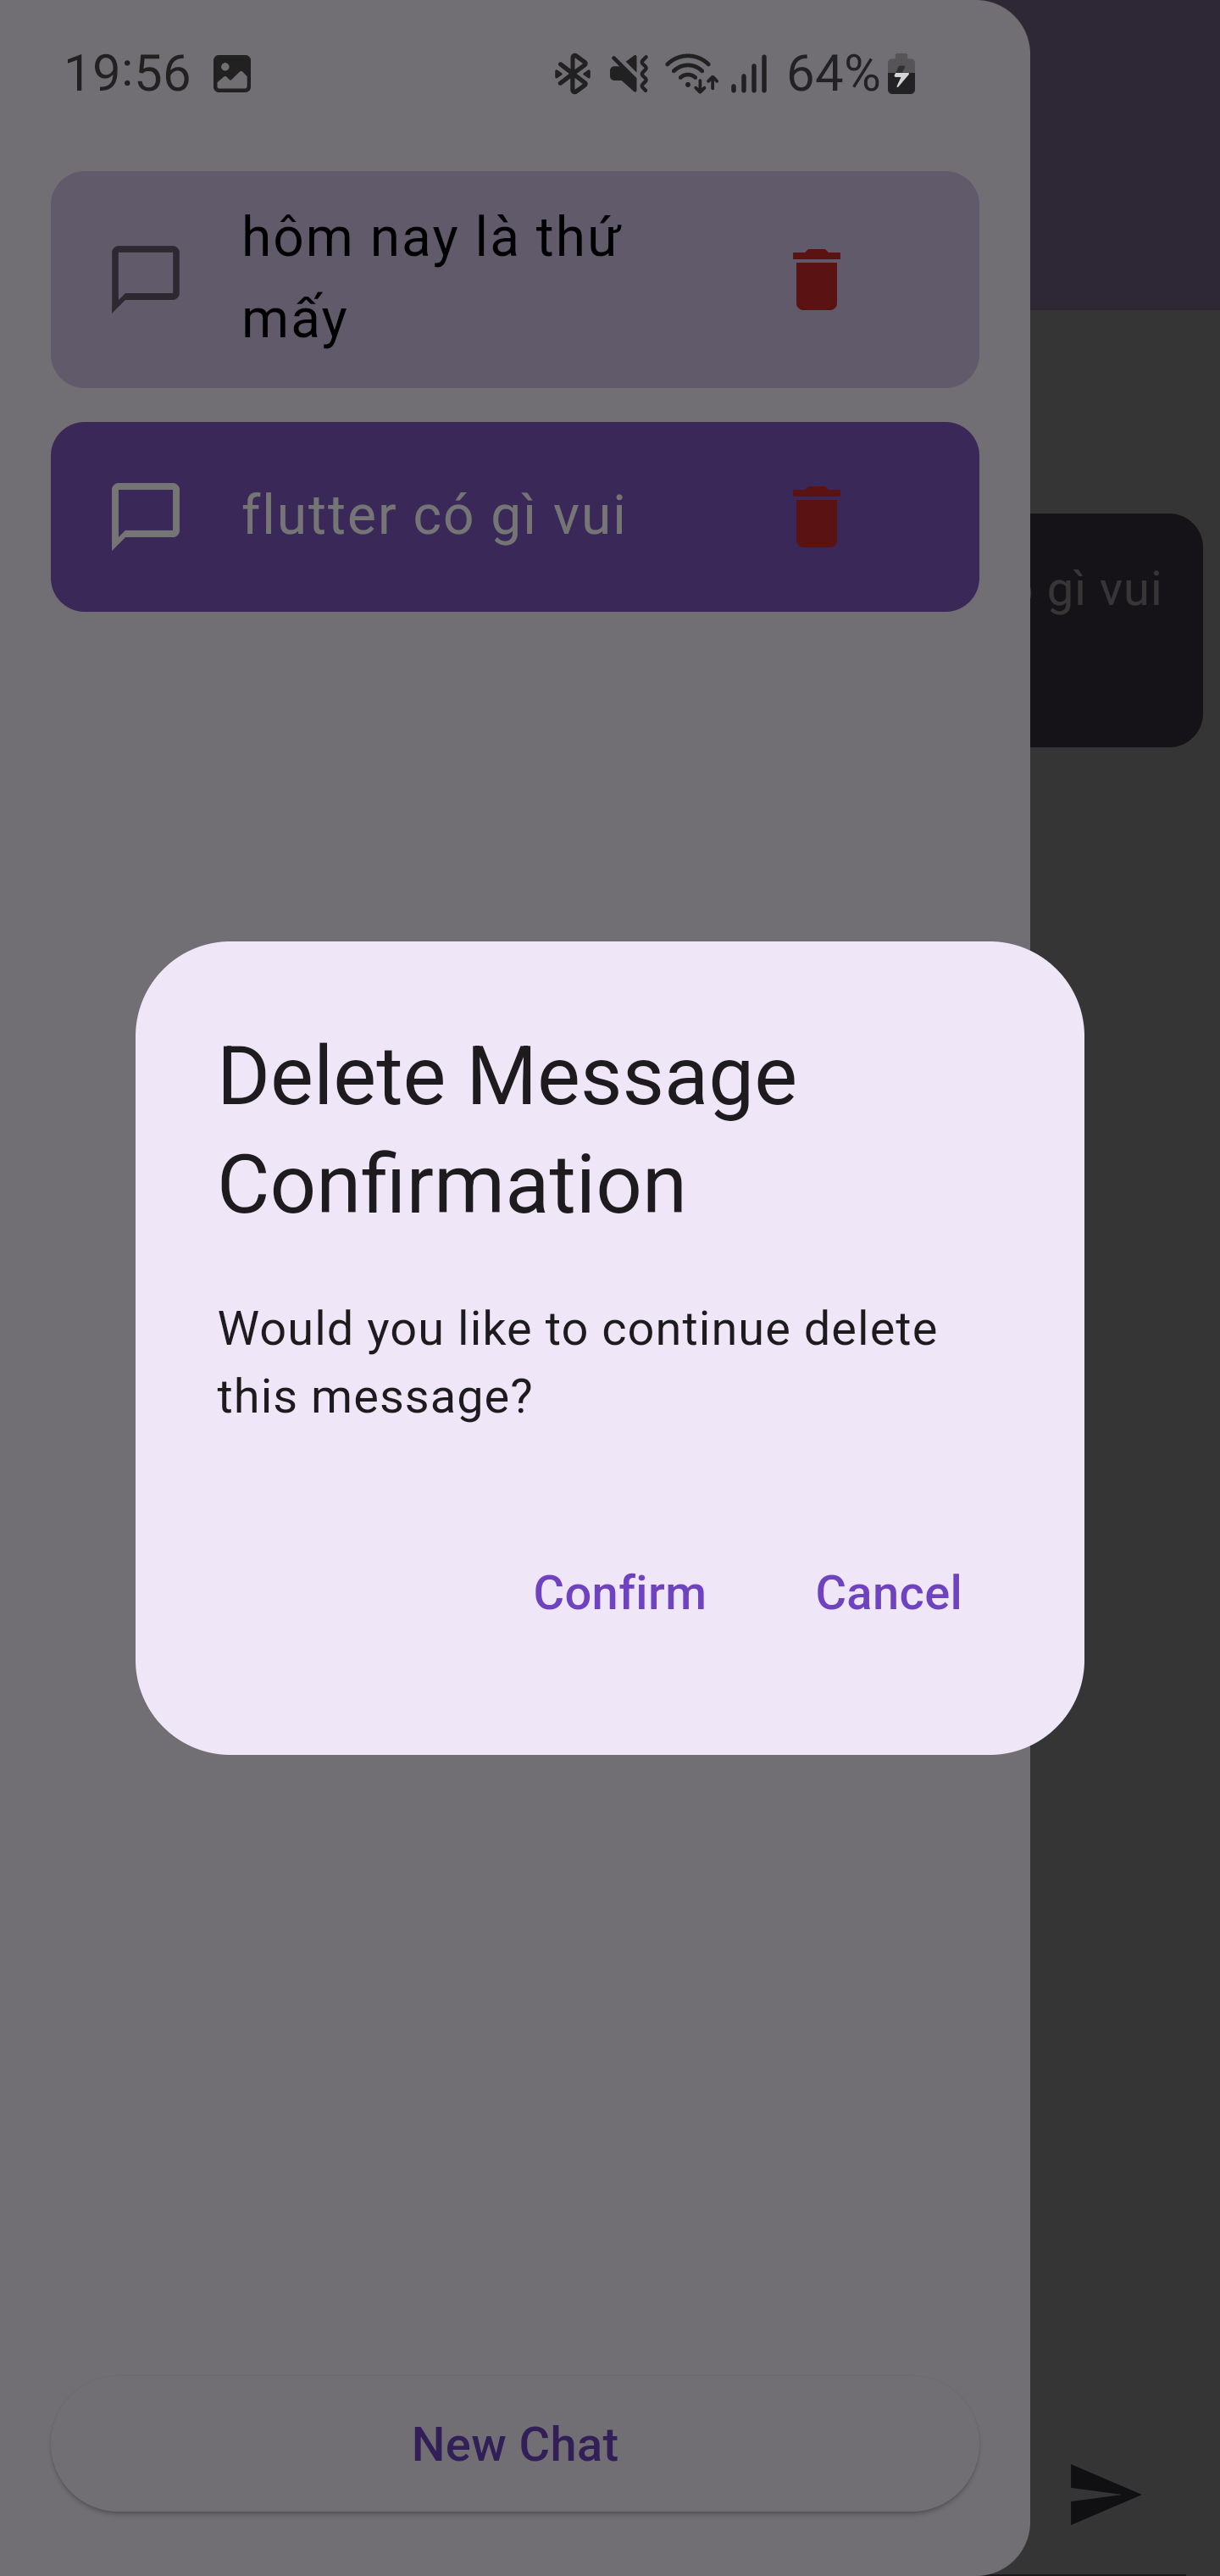 19:56 64%
hôm nay là thứ
mấy
flutter có gì vui
gì vui
Delete Message
Confirmation
Would you like to continue delete
this message?
Confirm Cancel
New Chat